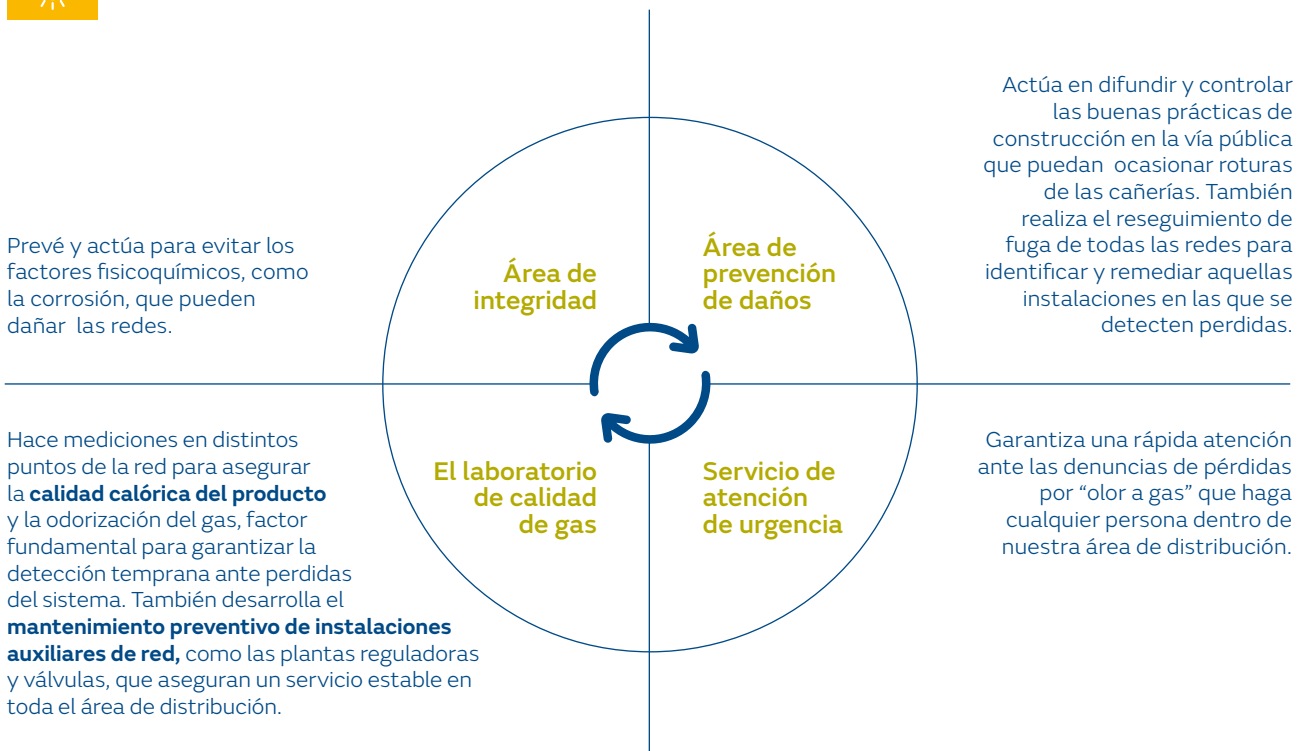 Prevé y actúa para evitar los
factores fisicoquímicos, como
la corrosión, que pueden
dañar  las redes.
Área de
integridad
Área de
prevención
de daños
Actúa en difundir y controlar
las buenas prácticas de
construcción en la vía pública
que puedan  ocasionar roturas
de las cañerías. También
realiza el reseguimiento de
fuga de todas las redes para
identificar y remediar aquellas
instalaciones en las que se
detecten perdidas.
Hace mediciones en distintos
puntos de la red para asegurar
la calidad calórica del producto
y la odorización del gas, factor
fundamental para garantizar la
detección temprana ante perdidas
del sistema. También desarrolla el
mantenimiento preventivo de instalaciones
auxiliares de red, como las plantas reguladoras
y válvulas, que aseguran un servicio estable en
toda el área de distribución.
El laboratorio
de calidad
de gas
Servicio de
atención
de urgencia
Garantiza una rápida atención
ante las denuncias de pérdidas
por “olor a gas” que haga
cualquier persona dentro de
nuestra área de distribución.